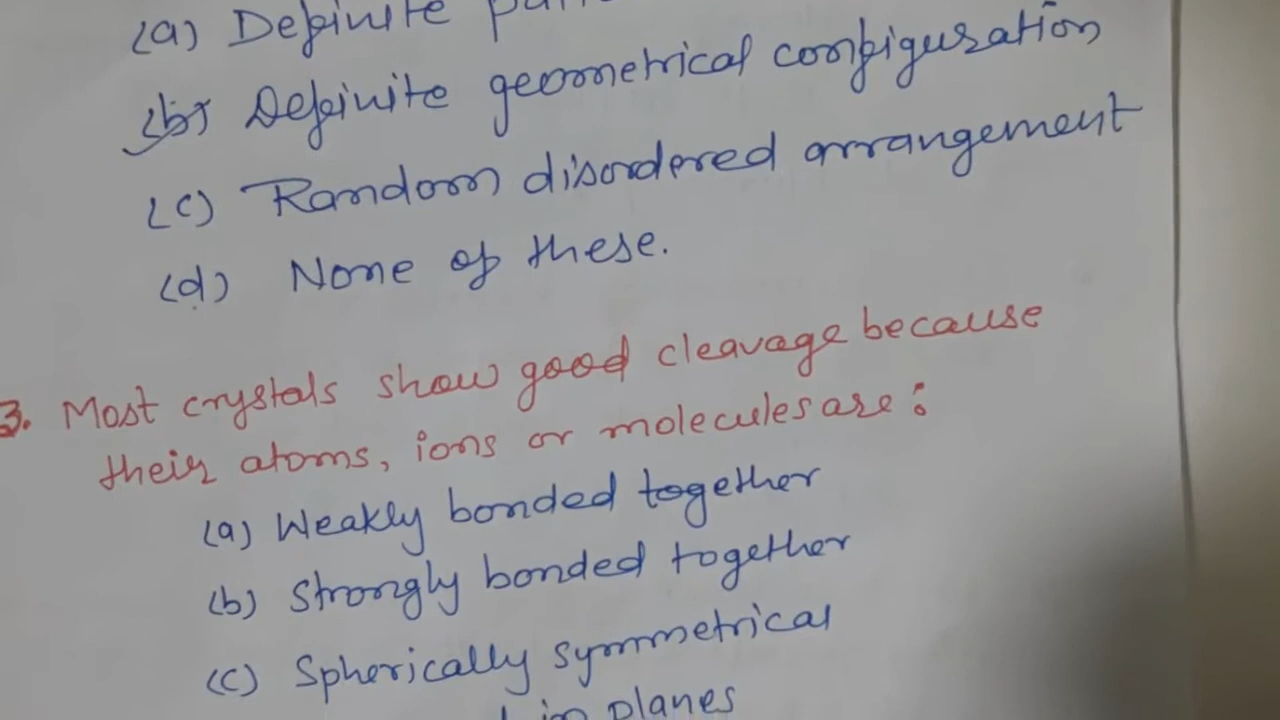 (a) Definite
(b) Definite geometrical configuration
(c) Random disordered arrangement
(d) None of these.
3. Most crystals show good cleavage because
their atoms, ions or molecules are :
(a) Weakly bonded together
(b) Strongly bonded together
(c) Spherically symmetrical
in planes